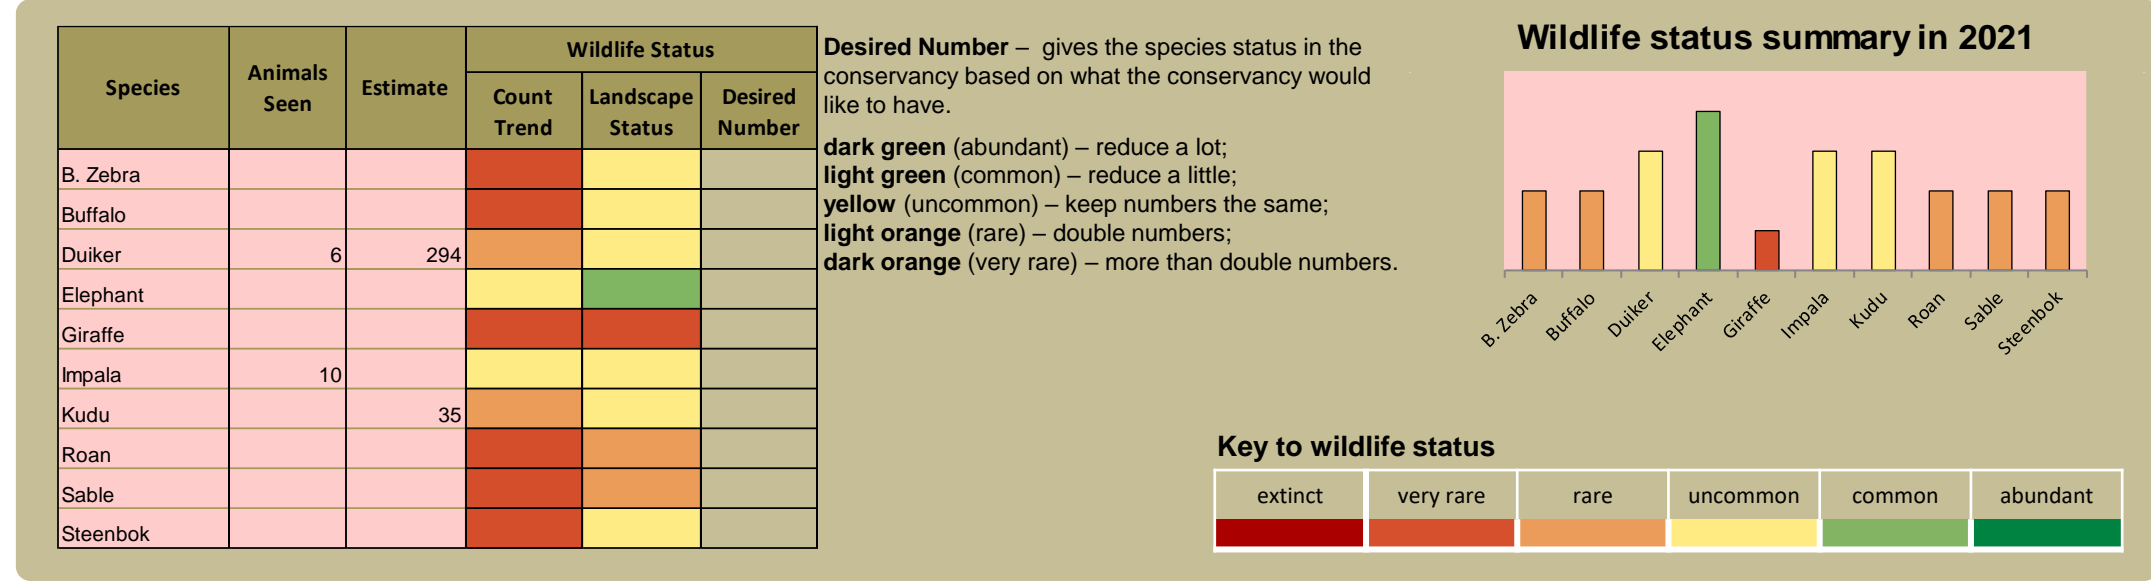 Species
Animals Seen
Estimate
Wildlife Status
Count Trend
Landscape Status
Desired Number
B. Zebra
Buffalo
Duiker 6 294
Elephant
Giraffe
Impala 10
Kudu 35
Roan
Sable
Steenbok
Desired Number – gives the species status in the
conservancy based on what the conservancy would
like to have.
dark green (abundant) – reduce a lot;
light green (common) – reduce a little;
yellow (uncommon) – keep numbers the same;
light orange (rare) – double numbers;
dark orange (very rare) – more than double numbers.
Wildlife status summary in 2021
B. Zebra
Buffalo
Duiker
Elephant
Giraffe
Impala
Kudu
Roan
Sable
Steenbok
Key to wildlife status
extinct very rare rare uncommon common abundant